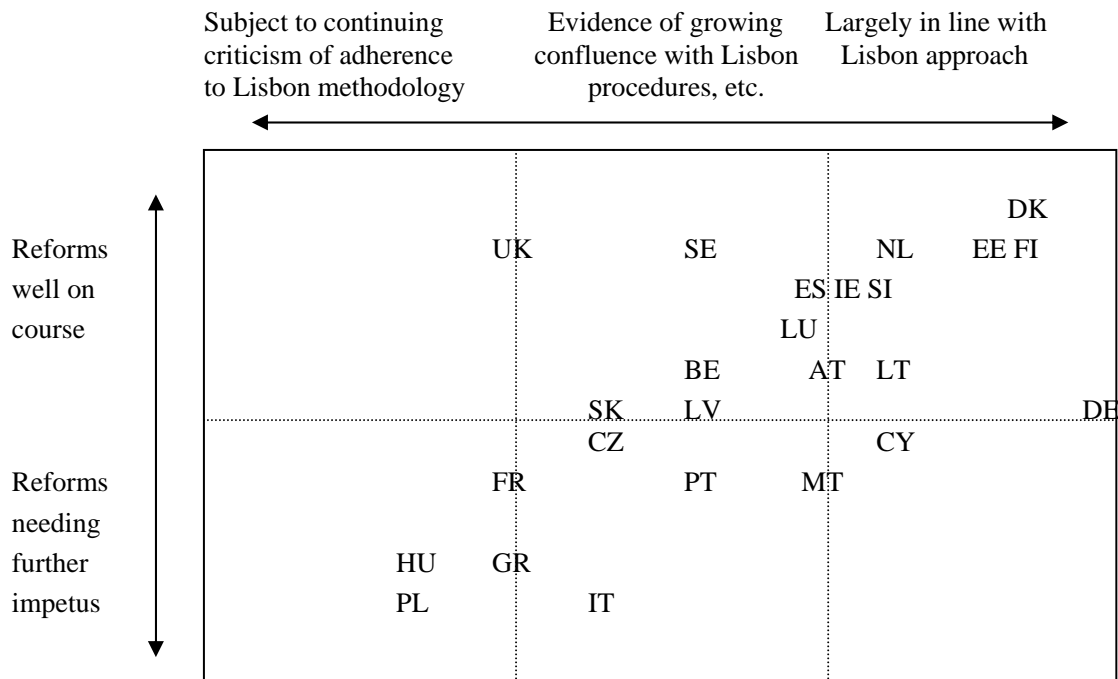 Subject to continuing criticism of adherence to Lisbon methodology
Evidence of growing confluence with Lisbon procedures, etc.
Largely in line with Lisbon approach
DK
Reforms well on course
UK SE NL EE FI
ES IE SI
LU
BE AT LT
SK LV DE
CZ CY
Reforms needing further impetus
FR PT MT
HU GR
PL IT